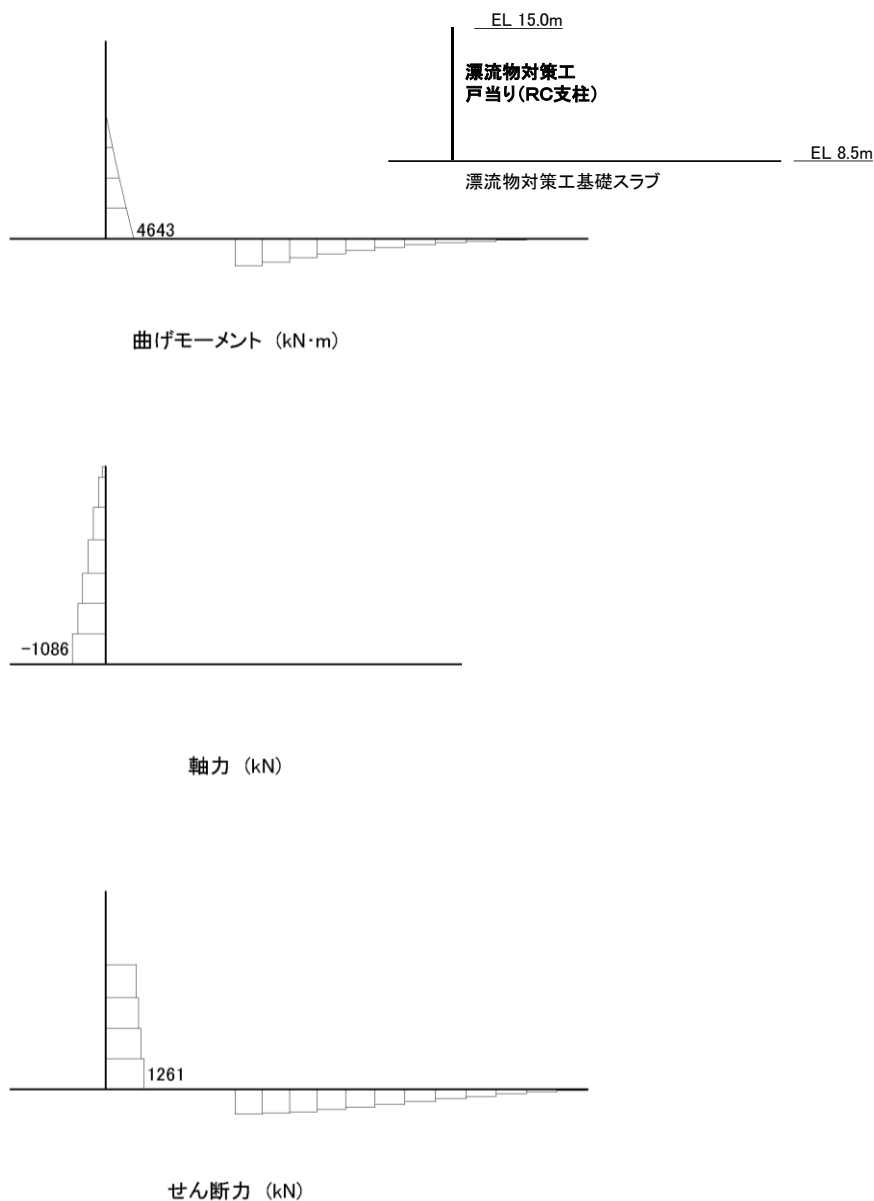 EL 15.0m
漂流物対策工
戸当り(RC支柱)
EL 8.5m
漂流物対策工基礎スラブ
4643
曲げモーメント (kN·m)
-1086
軸力 (kN)
1261
せん断力 (kN)